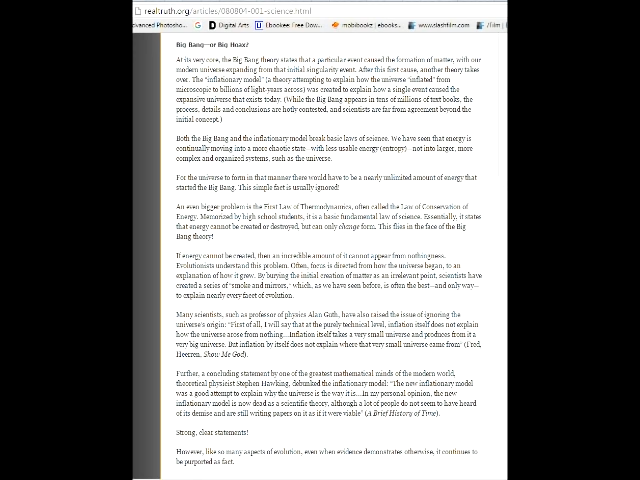 realtruth.org/articles/080804-001-science.html
dvanced Photosho...
Digital Arts
Ebookee: Free Dow...
mobibookz | ebooks...
www.slashfilm.com
/Film |
Big Bang—or Big Hoax?
At its very core, the Big Bang theory states that a particular event caused the formation of matter, with our
modern universe expanding from that initial singularity event. After this first cause, another theory takes
over. The "inflationary model" (a theory attempting to explain how the universe "inflated" from
microscopic to billions of light-years across) was created to explain how a single event caused the
expansive universe that exists today. (While the Big Bang appears in tens of millions of text books, the
process, details and conclusions are hotly contested, and scientists are far from agreement beyond the
initial concept.)
Both the Big Bang and the inflationary model break basic laws of science. We have seen that energy is
continually moving into a more chaotic state—with less usable energy (entropy)—not into larger, more
complex and organized systems, such as the universe.
For the universe to form in that manner there would have to be a nearly unlimited amount of energy that
started the Big Bang. This simple fact is usually ignored!
An even bigger problem is the First Law of Thermodynamics, often called the Law of Conservation of
Energy. Memorized by high school students, it is a basic fundamental law of science. Essentially, it states
that energy cannot be created or destroyed, but can only change form. This flies in the face of the Big
Bang theory!
If energy cannot be created, then an incredible amount of it cannot appear from nothingness.
Evolutionists understand this problem. Often, focus is directed from how the universe began, to an
explanation of how it grew. By burying the initial creation of matter as an irrelevant point, scientists have
created a series of "smoke and mirrors," which, as we have seen before, is often the best—and only way—
to explain nearly every facet of evolution.
Many scientists, such as professor of physics Alan Guth, have also raised the issue of ignoring the
universe's origin: "First of all, I will say that at the purely technical level, inflation itself does not explain
how the universe arose from nothing...Inflation itself takes a very small universe and produces from it a
very big universe. But inflation by itself does not explain where that very small universe came from" (Fred,
Heeren, Show Me God).
Further, a concluding statement by one of the greatest mathematical minds of the modern world,
theoretical physicist Stephen Hawking, debunked the inflationary model: "The new inflationary model
was a good attempt to explain why the universe is the way it is...In my personal opinion, the new
inflationary model is now dead as a scientific theory, although a lot of people do not seem to have heard
of its demise and are still writing papers on it as if it were viable" (A Brief History of Time).
Strong, clear statements!
However, like so many aspects of evolution, even when evidence demonstrates otherwise, it continues to
be purported as fact.